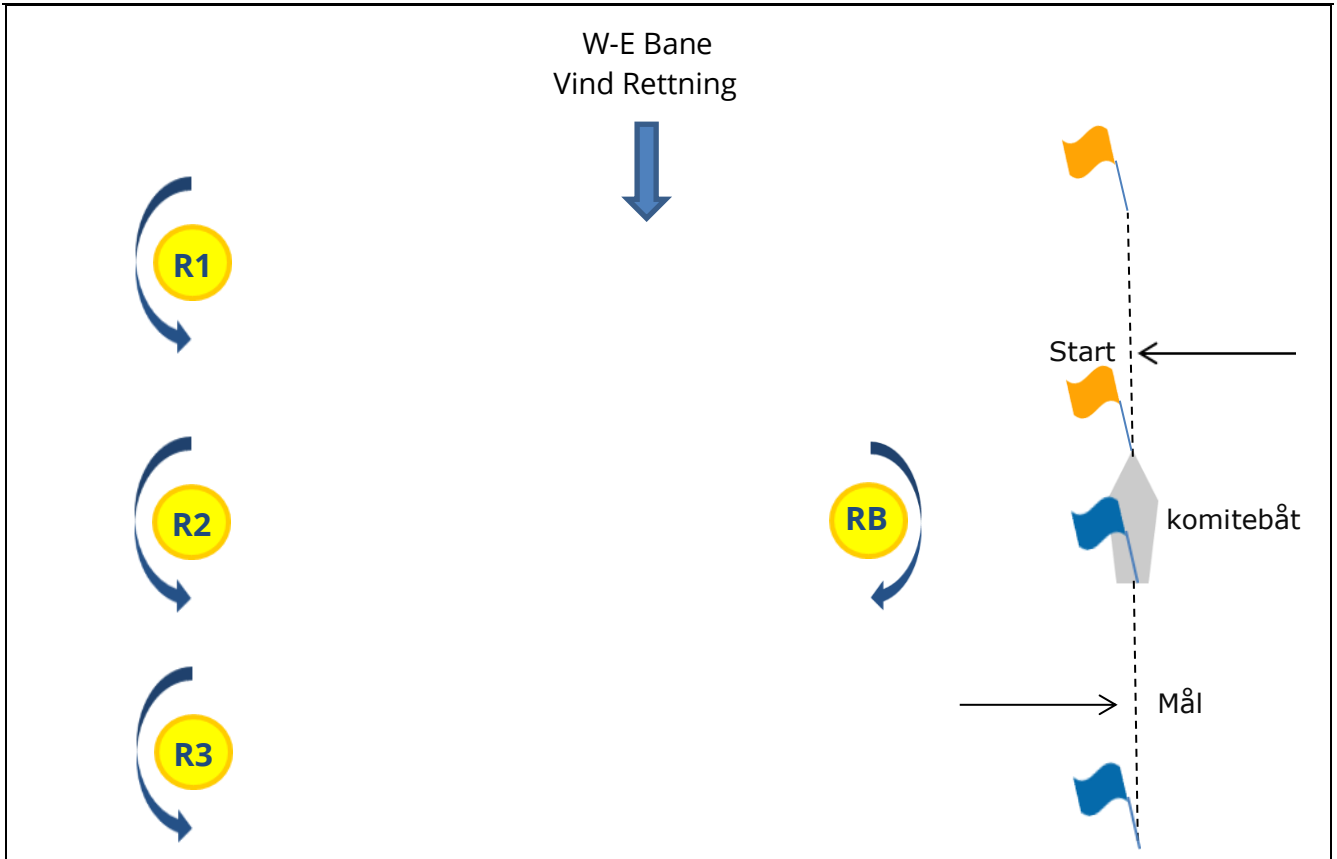 W-E Bane
Vind Rettning
R1
Start
R2
RB
komitebåt
Mål
R3